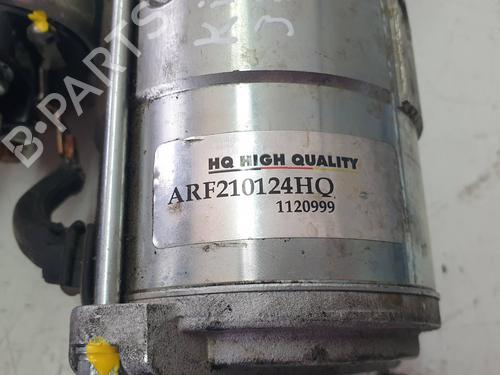 B-PARTS
HQ HIGH QUALITY
ARF210124HQ
1120999